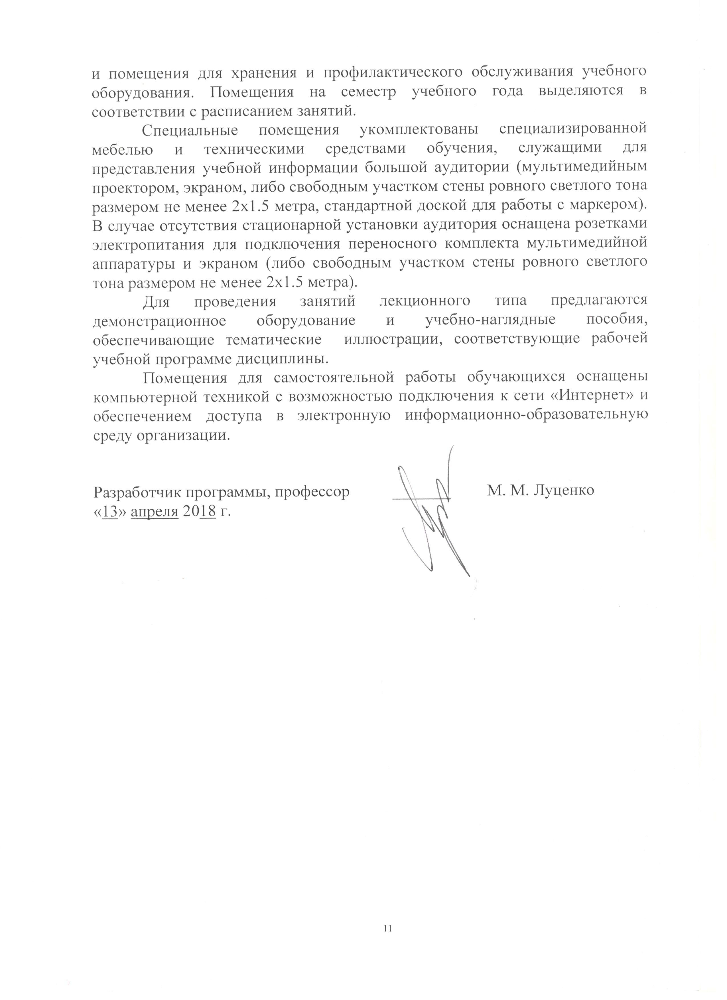 и помещения для хранения и профилактического обслуживания учебного
оборудования. Помещения на семестр учебного года выделяются в
соответствии с расписанием занятий.
Специальные помещения укомплектованы специализированной
мебелью и техническими средствами обучения, служащими для
представления учебной информации большой аудитории (мультимедийным
проектором, экраном, либо свободным участком стены ровного светлого тона
размером не менее 2х1.5 метра, стандартной доской для работы с маркером).
В случае отсутствия стационарной установки аудитория оснащена розетками
электропитания для подключения переносного комплекта мультимедийной
аппаратуры и экраном (либо свободным участком стены ровного светлого
тона размером не менее 2х1.5 метра).
Для проведения занятий лекционного типа предлагаются
демонстрационное оборудование и учебно-наглядные пособия,
обеспечивающие тематические иллюстрации, соответствующие рабочей
учебной программе дисциплины.
Помещения для самостоятельной работы обучающихся оснащены
компьютерной техникой с возможностью подключения к сети «Интернет» и
обеспечением доступа в электронную информационно-образовательную
среду организации.
Разработчик программы, профессор М. М. Луценко
«13» апреля 2018 г.
11